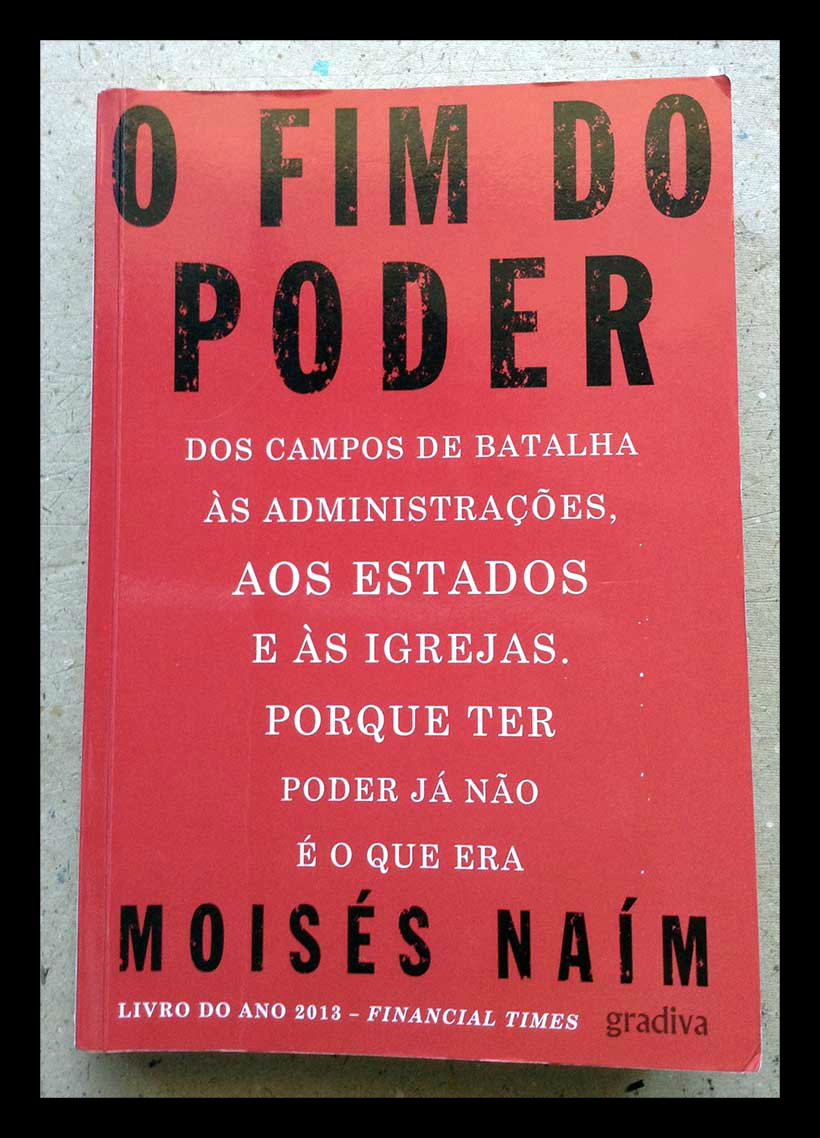 O FIM DO
PODER
DOS CAMPOS DE BATALHA
ÀS ADMINISTRAÇÕES,
AOS ESTADOS
E ÀS IGREJAS.
PORQUE TER
PODER JÁ NÃO
É O QUE ERA
MOISÉS NAÍM
LIVRO DO ANO 2013 – FINANCIAL TIMES
gradiva